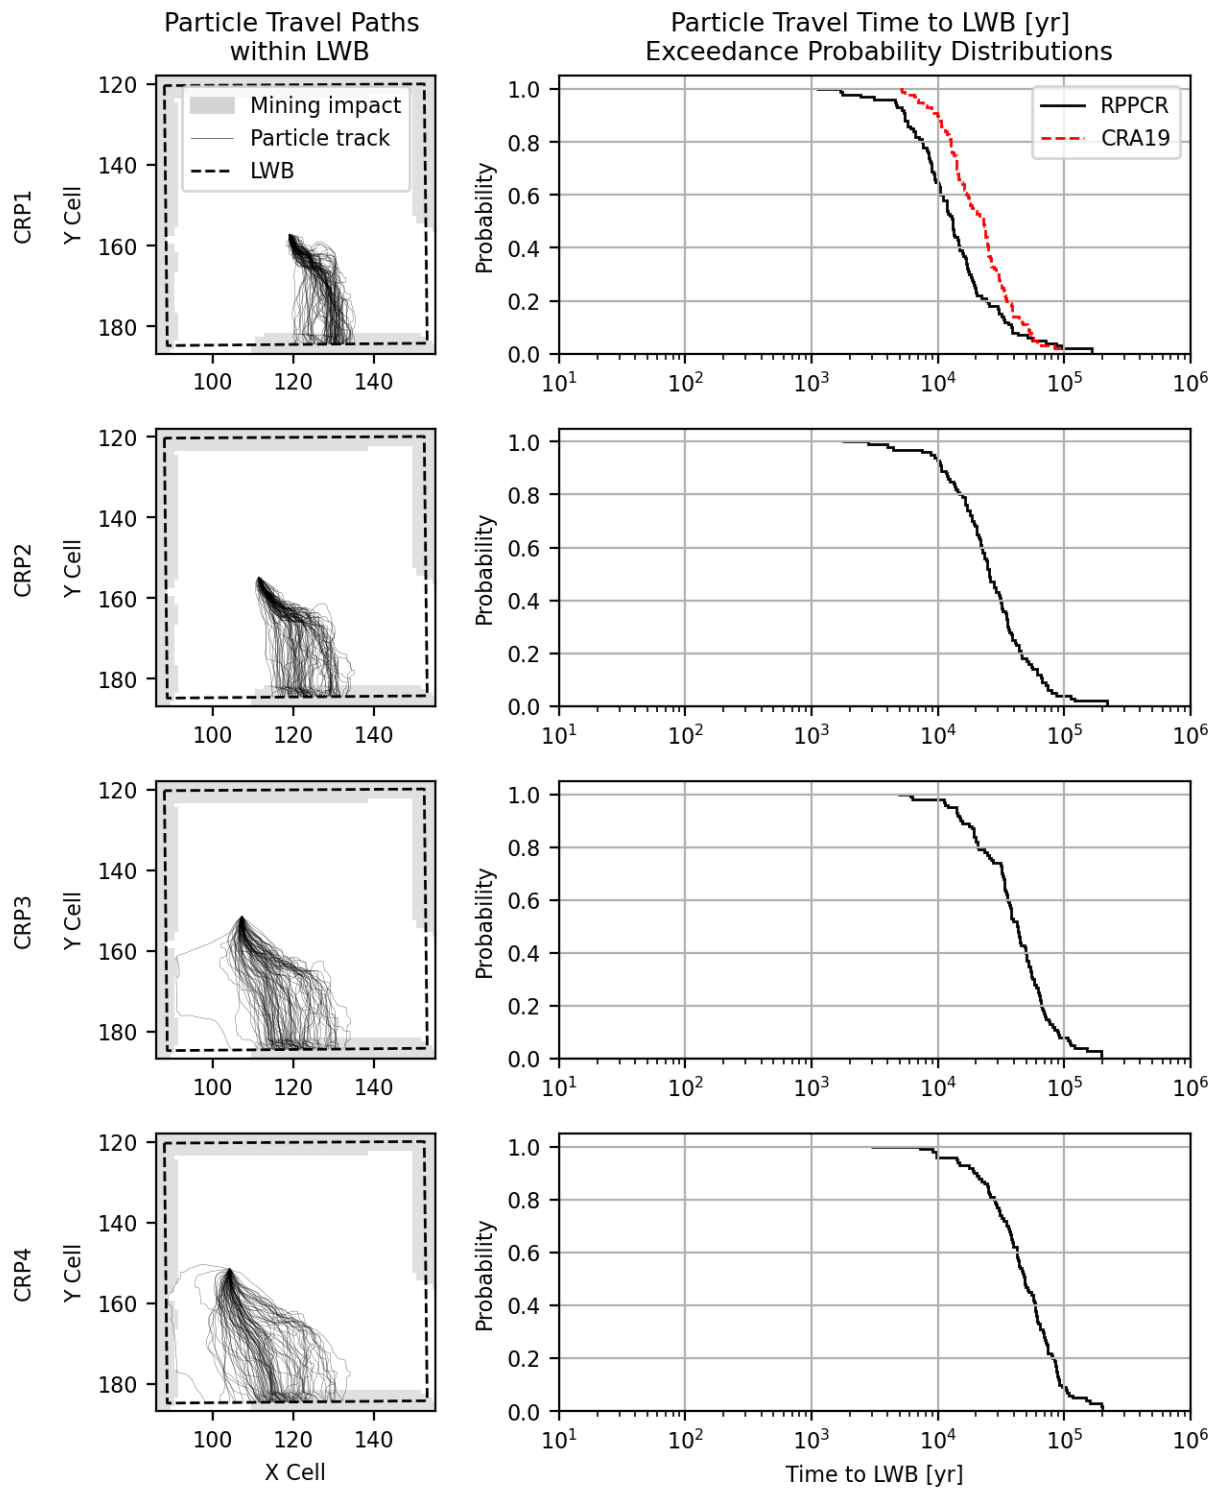 Particle Travel Paths
within LWB
Particle Travel Time to LWB [yr]
Exceedance Probability Distributions
CRP1
Y Cell
120
140
160
180
100 120 140
Mining impact
Particle track
LWB
Probability
1.0
0.8
0.6
0.4
0.2
0.0
10¹ 10² 10³ 10⁴ 10⁵ 10⁶
RPPCR
CRA19
CRP2
Y Cell
120
140
160
180
100 120 140
Probability
1.0
0.8
0.6
0.4
0.2
0.0
10¹ 10² 10³ 10⁴ 10⁵ 10⁶
CRP3
Y Cell
120
140
160
180
100 120 140
Probability
1.0
0.8
0.6
0.4
0.2
0.0
10¹ 10² 10³ 10⁴ 10⁵ 10⁶
CRP4
Y Cell
120
140
160
180
100 120 140
X Cell
Probability
1.0
0.8
0.6
0.4
0.2
0.0
10¹ 10² 10³ 10⁴ 10⁵ 10⁶
Time to LWB [yr]